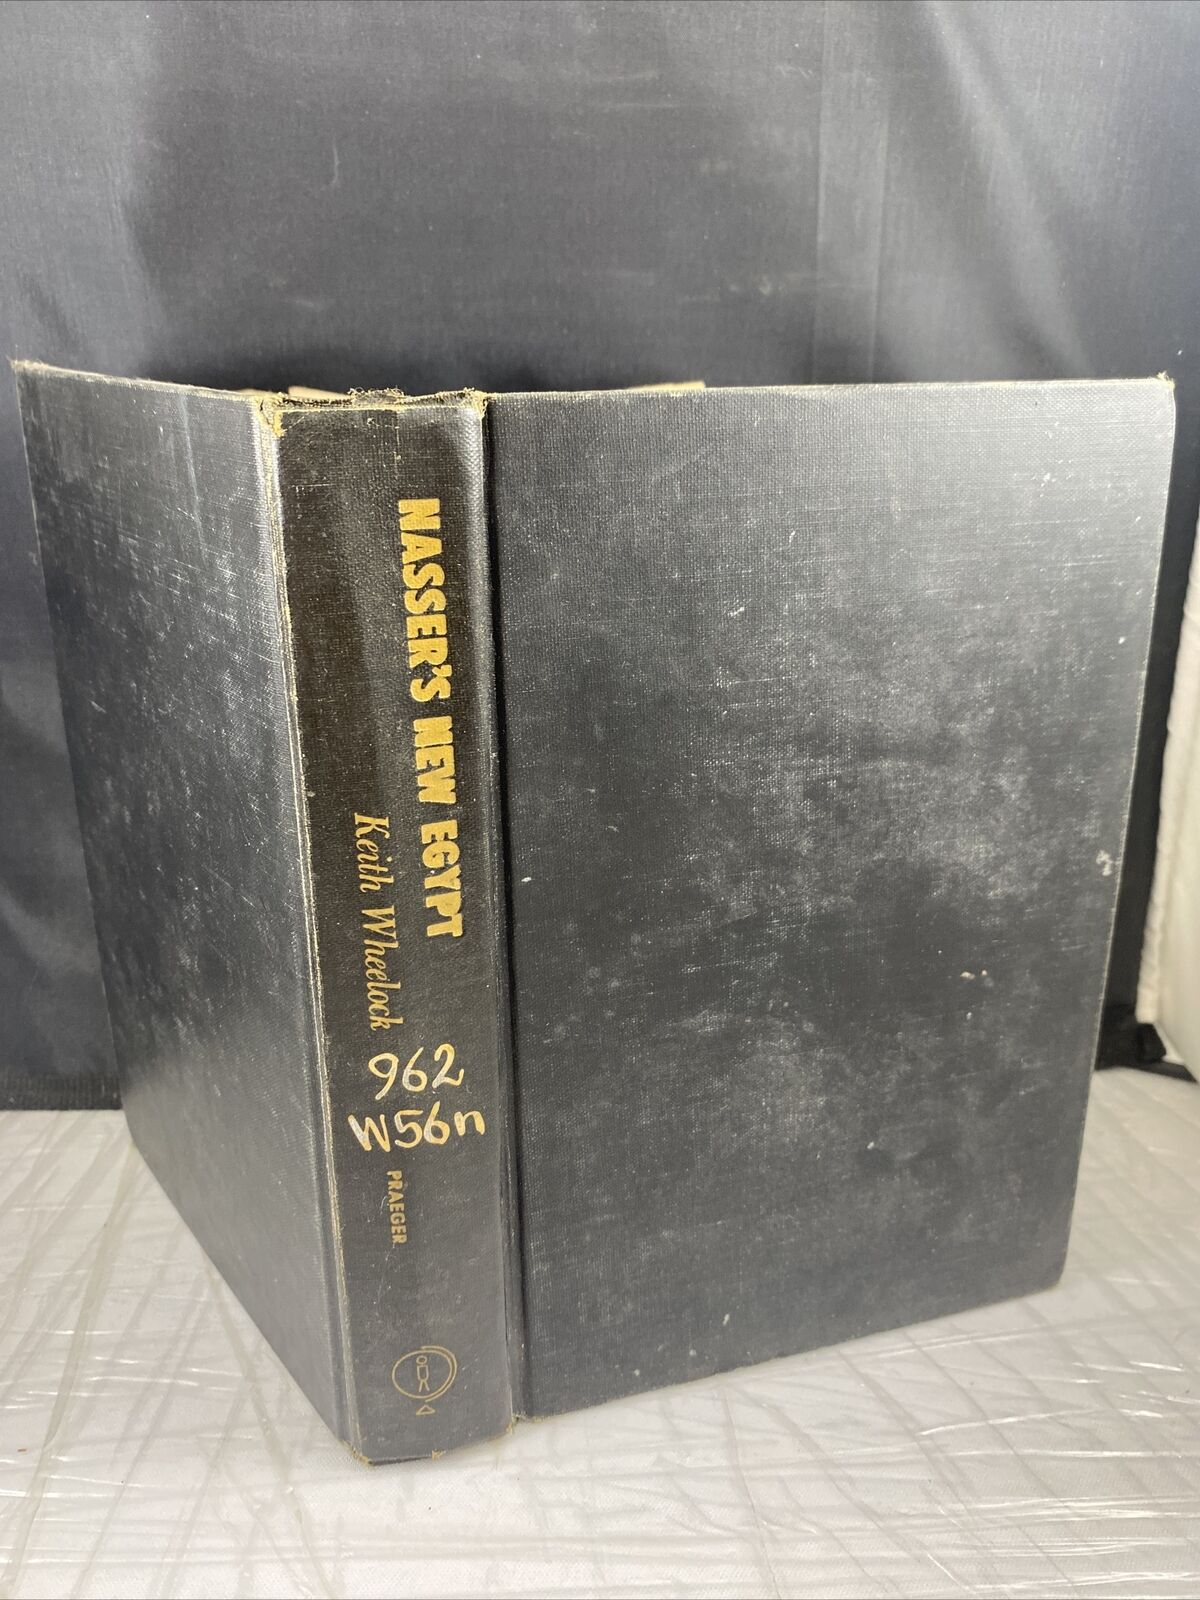 NASSER'S NEW EGYPT
Keith Wheelock
962
W56n
PRAEGER